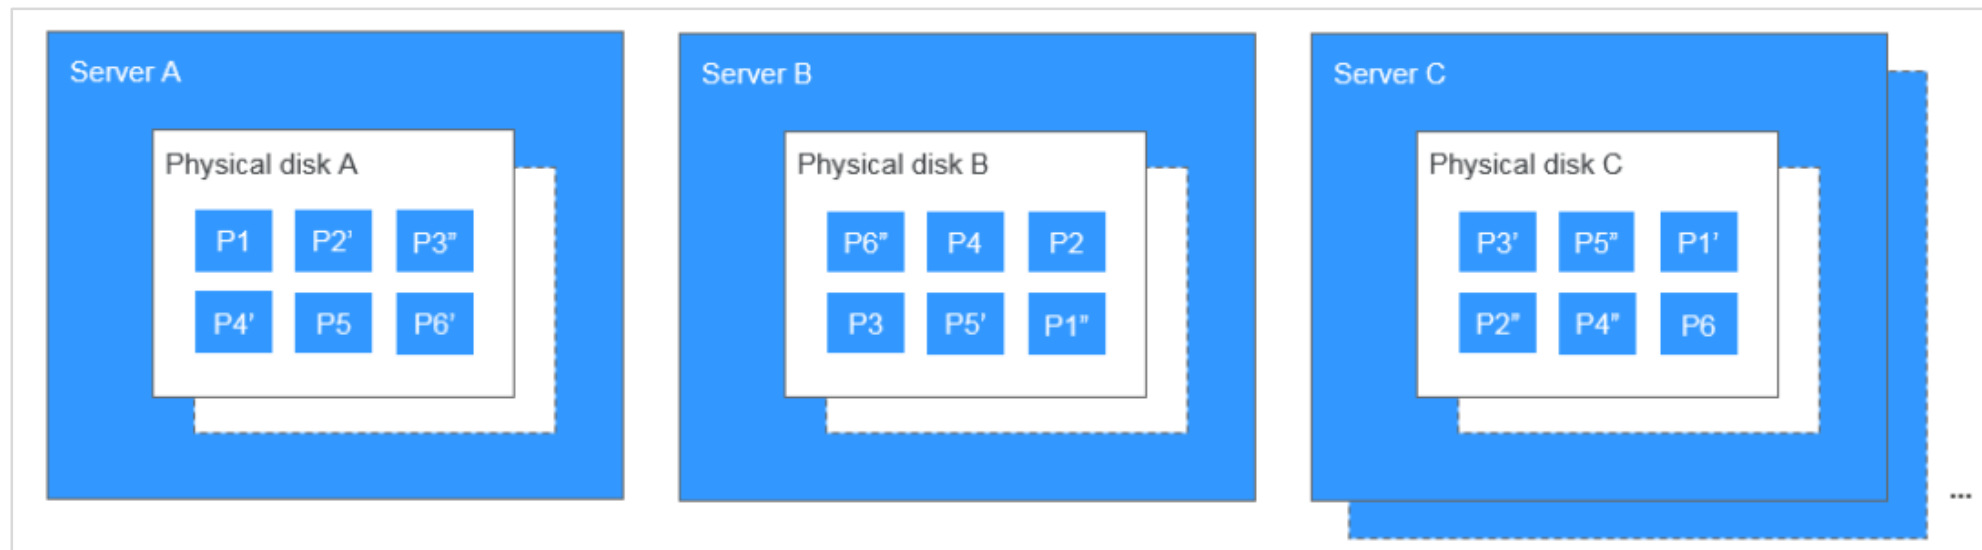 Server A
Physical disk A
P1 P2’ P3”
P4’ P5 P6’
Server B
Physical disk B
P6” P4 P2
P3 P5’ P1”
Server C
Physical disk C
P3’ P5” P1’
P2” P4” P6
...